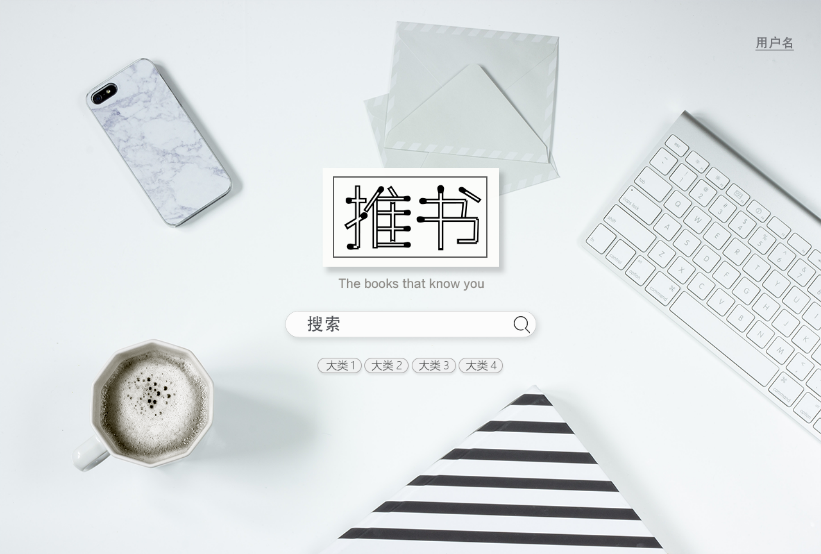 用户名
推书
The books that know you
搜索
大类 1 大类 2 大类 3 大类 4